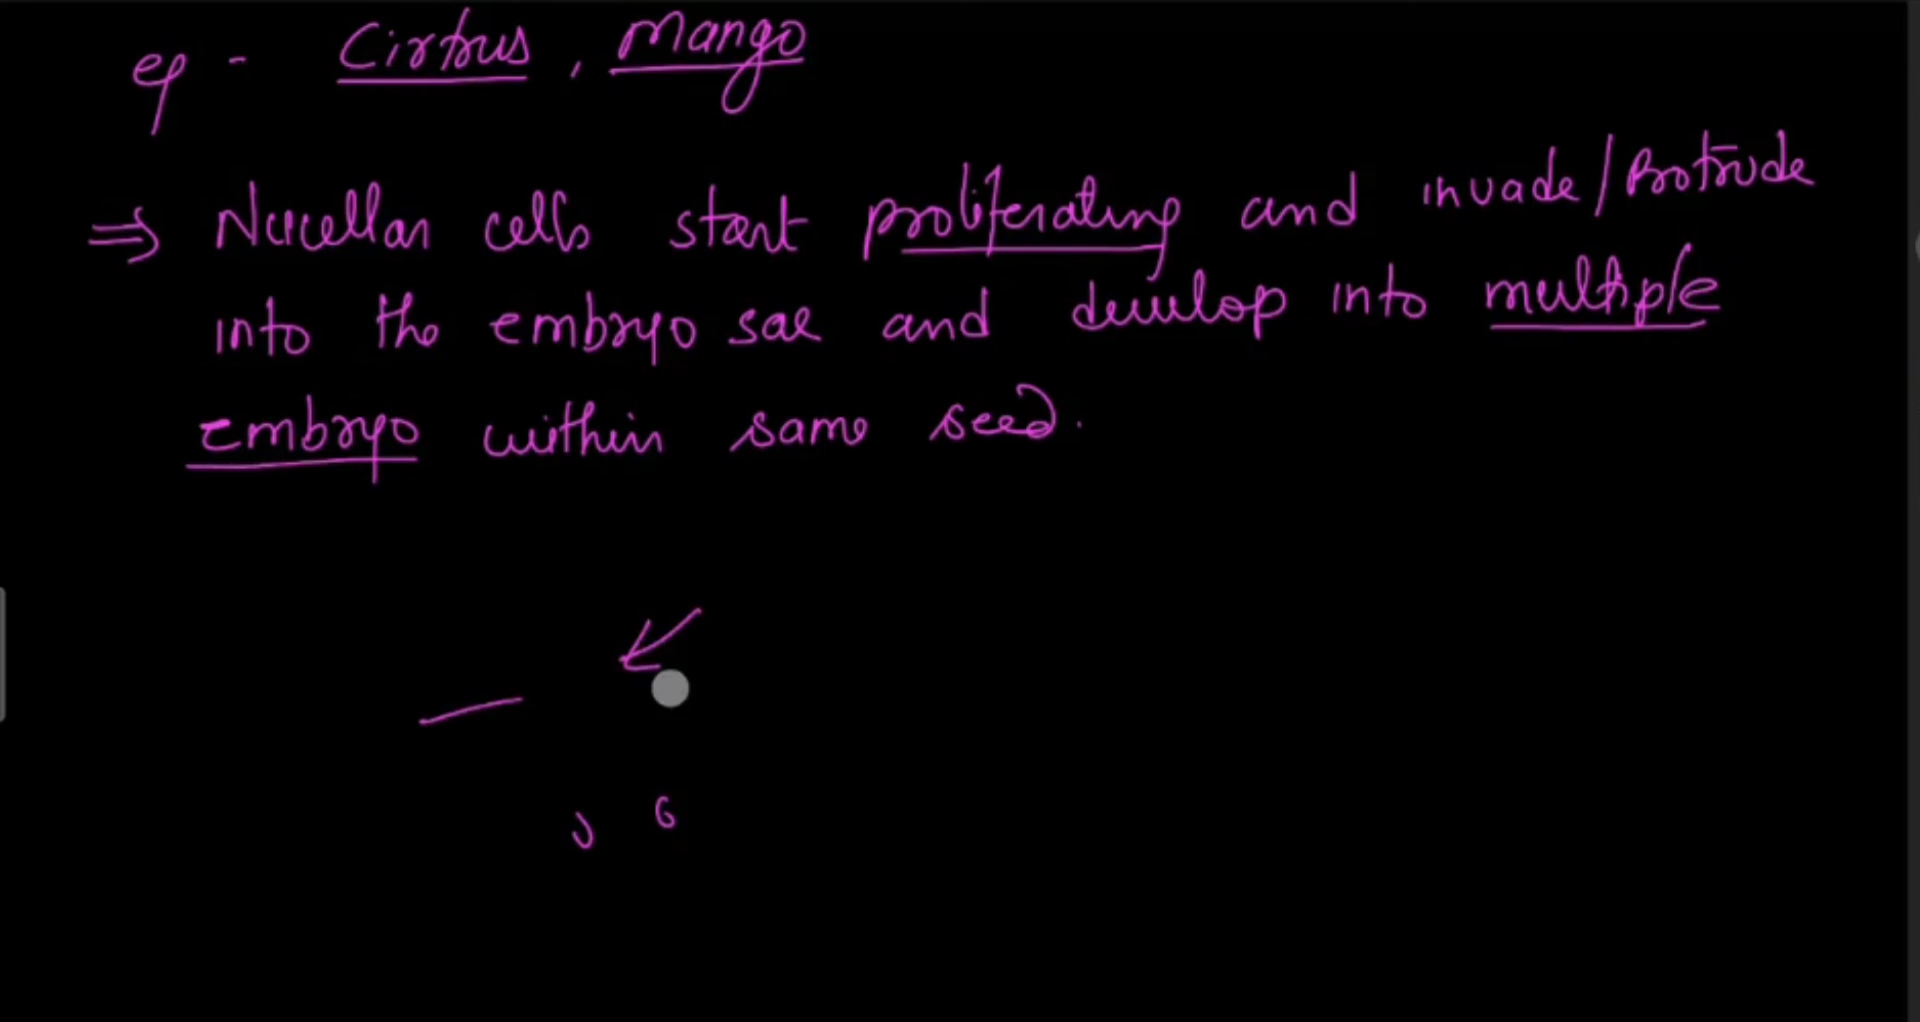 eg - Cirtus, Mango
⇒ Nucellar cells start proliferating and invade/Protrude
into the embryo sac and develop into multiple
embryo within same seed.